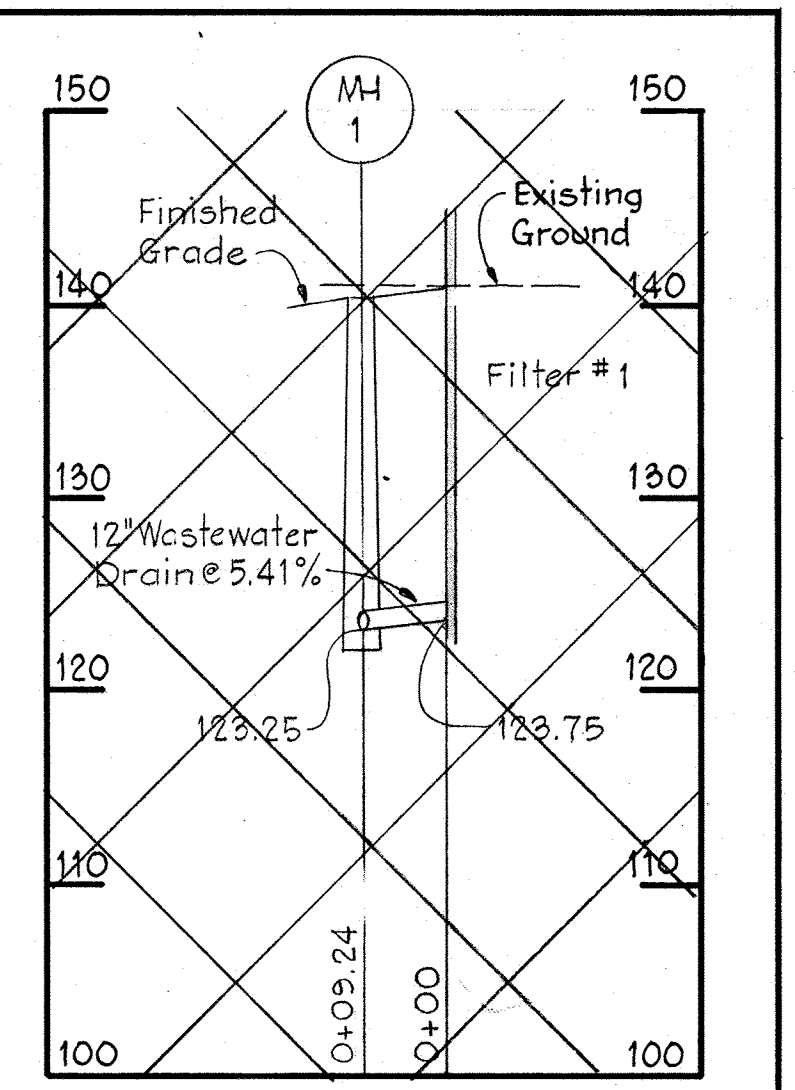 150
MH
1
150
Finished
Grade
Existing
Ground
140
140
Filter #1
130
130
12" Wastewater
Drain @ 5.41%
120
120
123.25
123.75
110
110
0+09.24
0+00
100
100